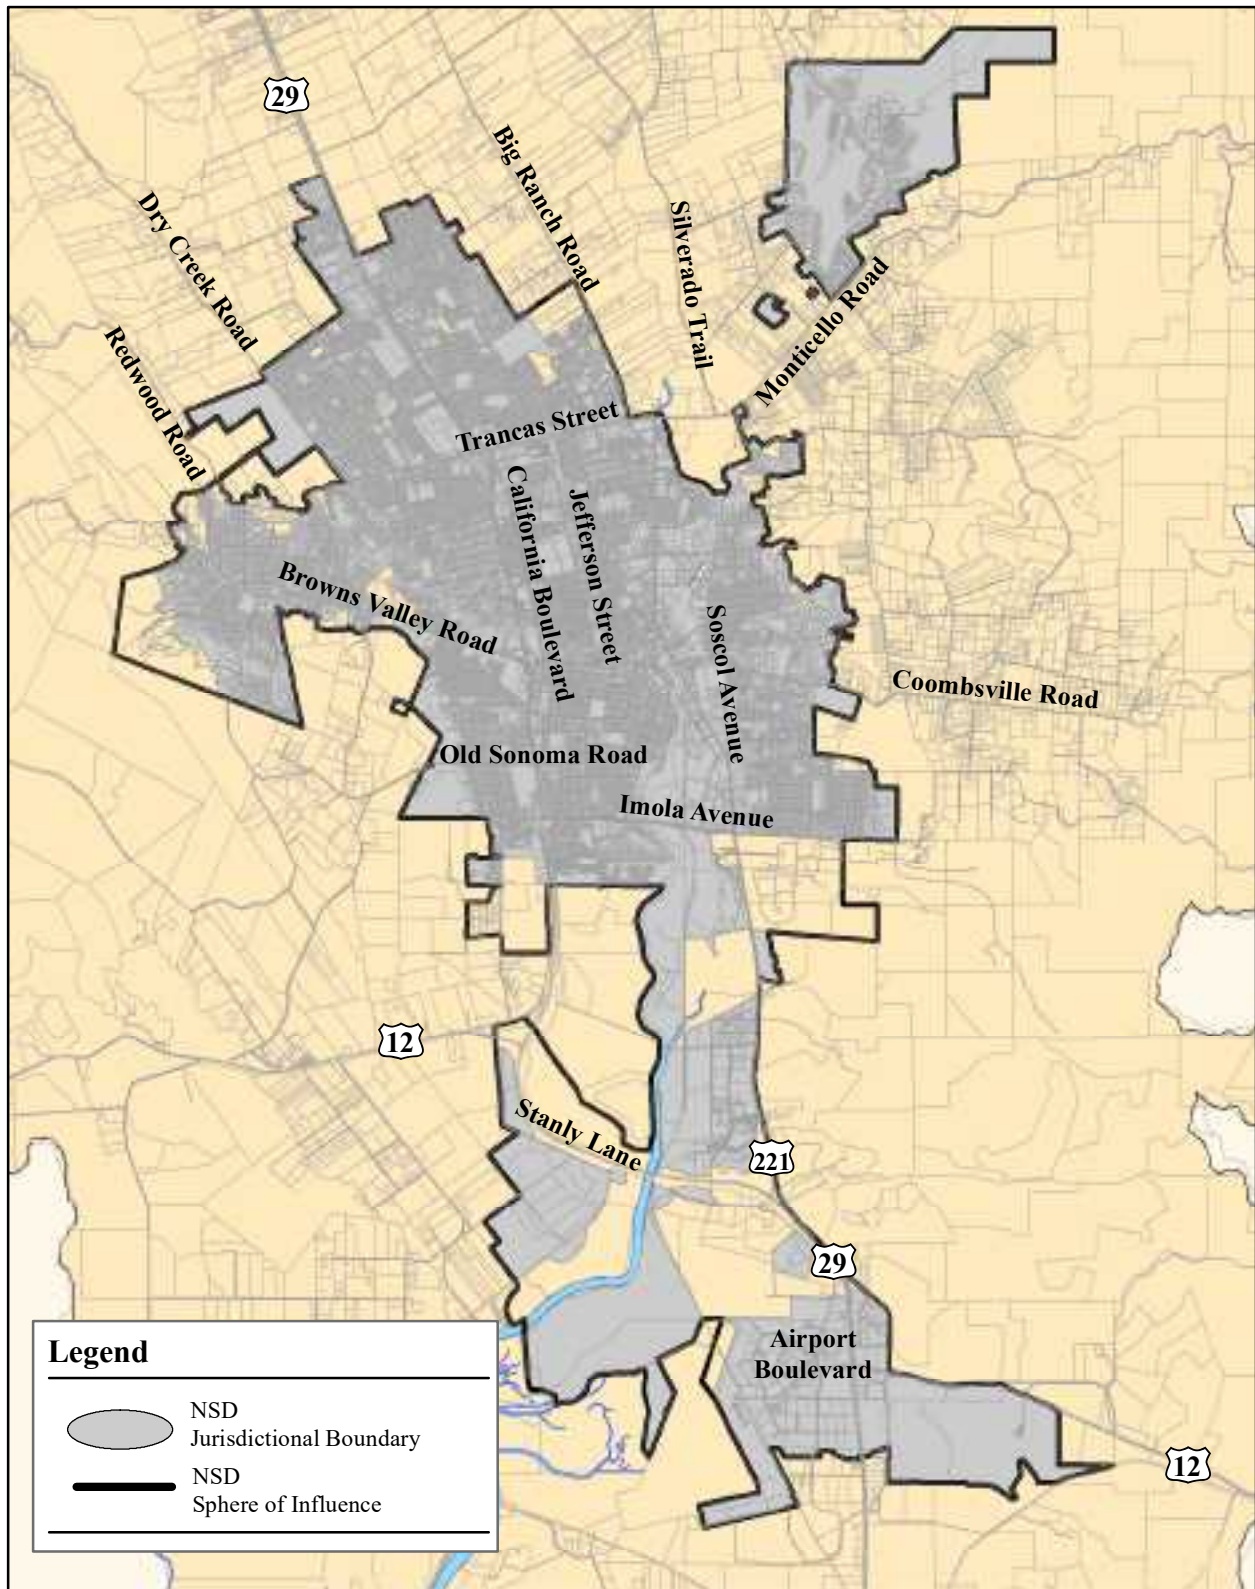 29
Big Ranch Road
Dry Creek Road
Silverado Trail
Monticello Road
Redwood Road
Trancas Street
California Boulevard
Jefferson Street
Browns Valley Road
Soscol Avenue
Coombsville Road
Old Sonoma Road
Imola Avenue
12
Stanly Lane
221
29
Airport
Boulevard
12
Legend
NSD
Jurisdictional Boundary
NSD
Sphere of Influence